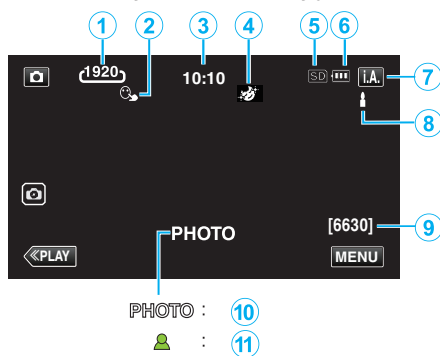 1 2 3 4 5 6
1920 10:10 SD i.A. 7
8
[6630] 9
PHOTO
≪PLAY MENU
PHOTO : 10
: 11